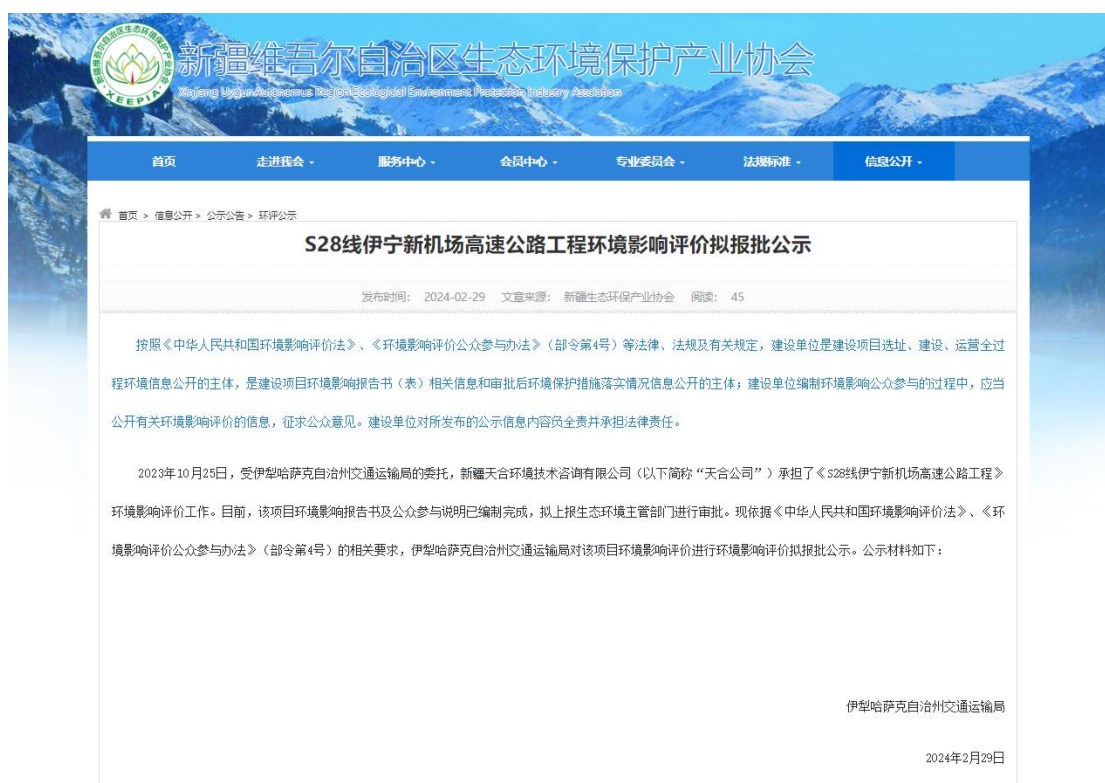 新疆维吾尔自治区生态环境保护产业协会
XEEPIA
首页 走进我会 服务中心 会员中心 专业委员会 法规标准 信息公开
首页 > 信息公开 > 公示公告 > 环评公示
S28线伊宁新机场高速公路工程环境影响评价拟报批公示
发布时间: 2024-02-29 文章来源: 新疆生态环保产业协会 阅读: 45
按照《中华人民共和国环境影响评价法》、《环境影响评价公众参与办法》（部令第4号）等法律、法规及有关规定，建设单位是建设项目选址、建设、运营全过
程环境信息公开的主体，是建设项目环境影响报告书（表）相关信息和审批后环境保护措施落实情况信息公开的主体；建设单位编制环境影响公众参与的过程中，应当
公开有关环境影响评价的信息，征求公众意见。建设单位对所发布的公示信息内容负全责并承担法律责任。
2023年10月25日，受伊犁哈萨克自治州交通运输局的委托，新疆天合环境技术咨询有限公司（以下简称“天合公司”）承担了《S28线伊宁新机场高速公路工程》
环境影响评价工作。目前，该项目环境影响报告书及公众参与说明已编制完成，拟上报生态环境主管部门进行审批。现依据《中华人民共和国环境影响评价法》、《环
境影响评价公众参与办法》（部令第4号）的相关要求，伊犁哈萨克自治州交通运输局对该项目环境影响评价进行环境影响评价拟报批公示。公示材料如下：
伊犁哈萨克自治州交通运输局
2024年2月29日